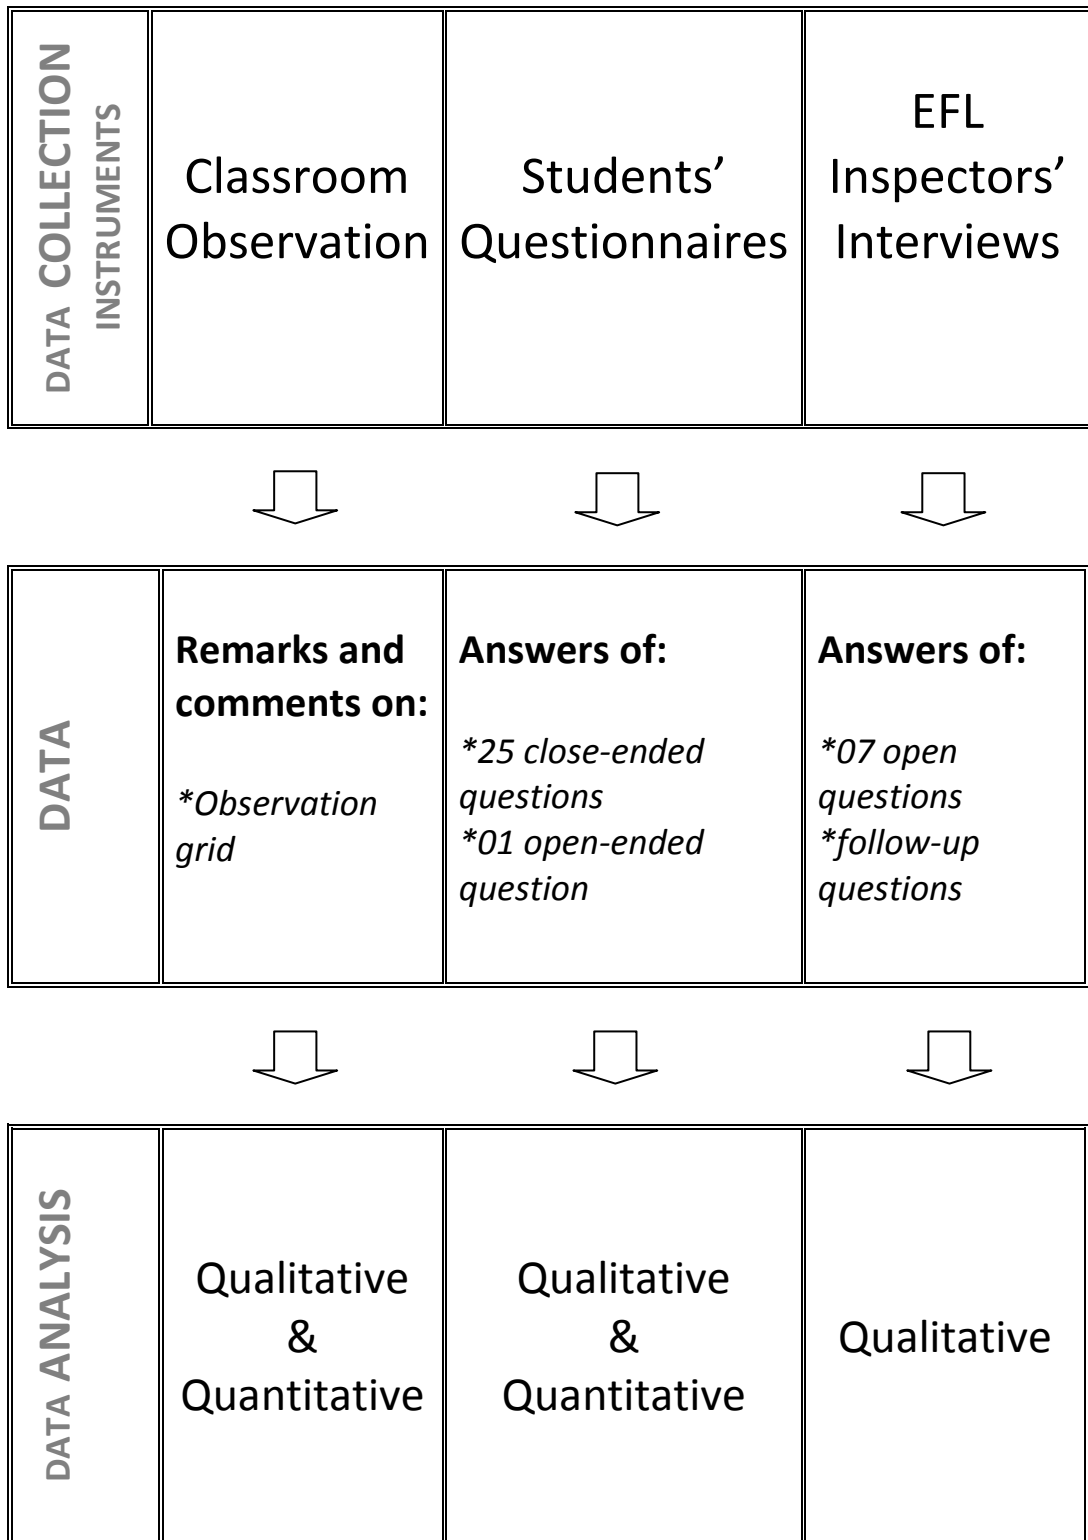 DATA COLLECTION
INSTRUMENTS
Classroom
Observation
Students’
Questionnaires
EFL
Inspectors’
Interviews
DATA
Remarks and
comments on:
*Observation
grid
Answers of:
*25 close-ended
questions
*01 open-ended
question
Answers of:
*07 open
questions
*follow-up
questions
DATA ANALYSIS
Qualitative
&
Quantitative
Qualitative
&
Quantitative
Qualitative